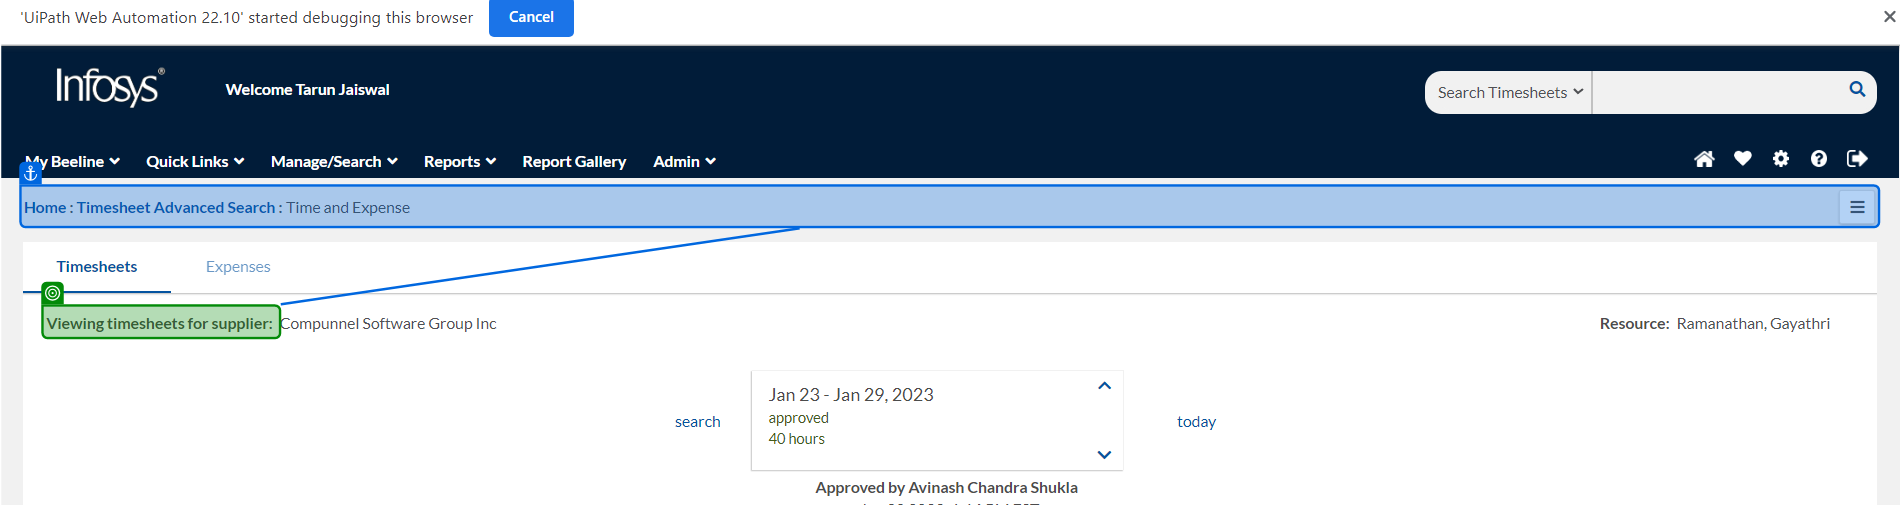 'UiPath Web Automation 22.10' started debugging this browser Cancel
Infosys® Welcome Tarun Jaiswal Search Timesheets
My Beeline Quick Links Manage/Search Reports Report Gallery Admin
Home : Timesheet Advanced Search : Time and Expense
Timesheets Expenses
Viewing timesheets for supplier: Compunnel Software Group Inc Resource: Ramanathan, Gayathri
Jan 23 - Jan 29, 2023
approved
search today
40 hours
Approved by Avinash Chandra Shukla